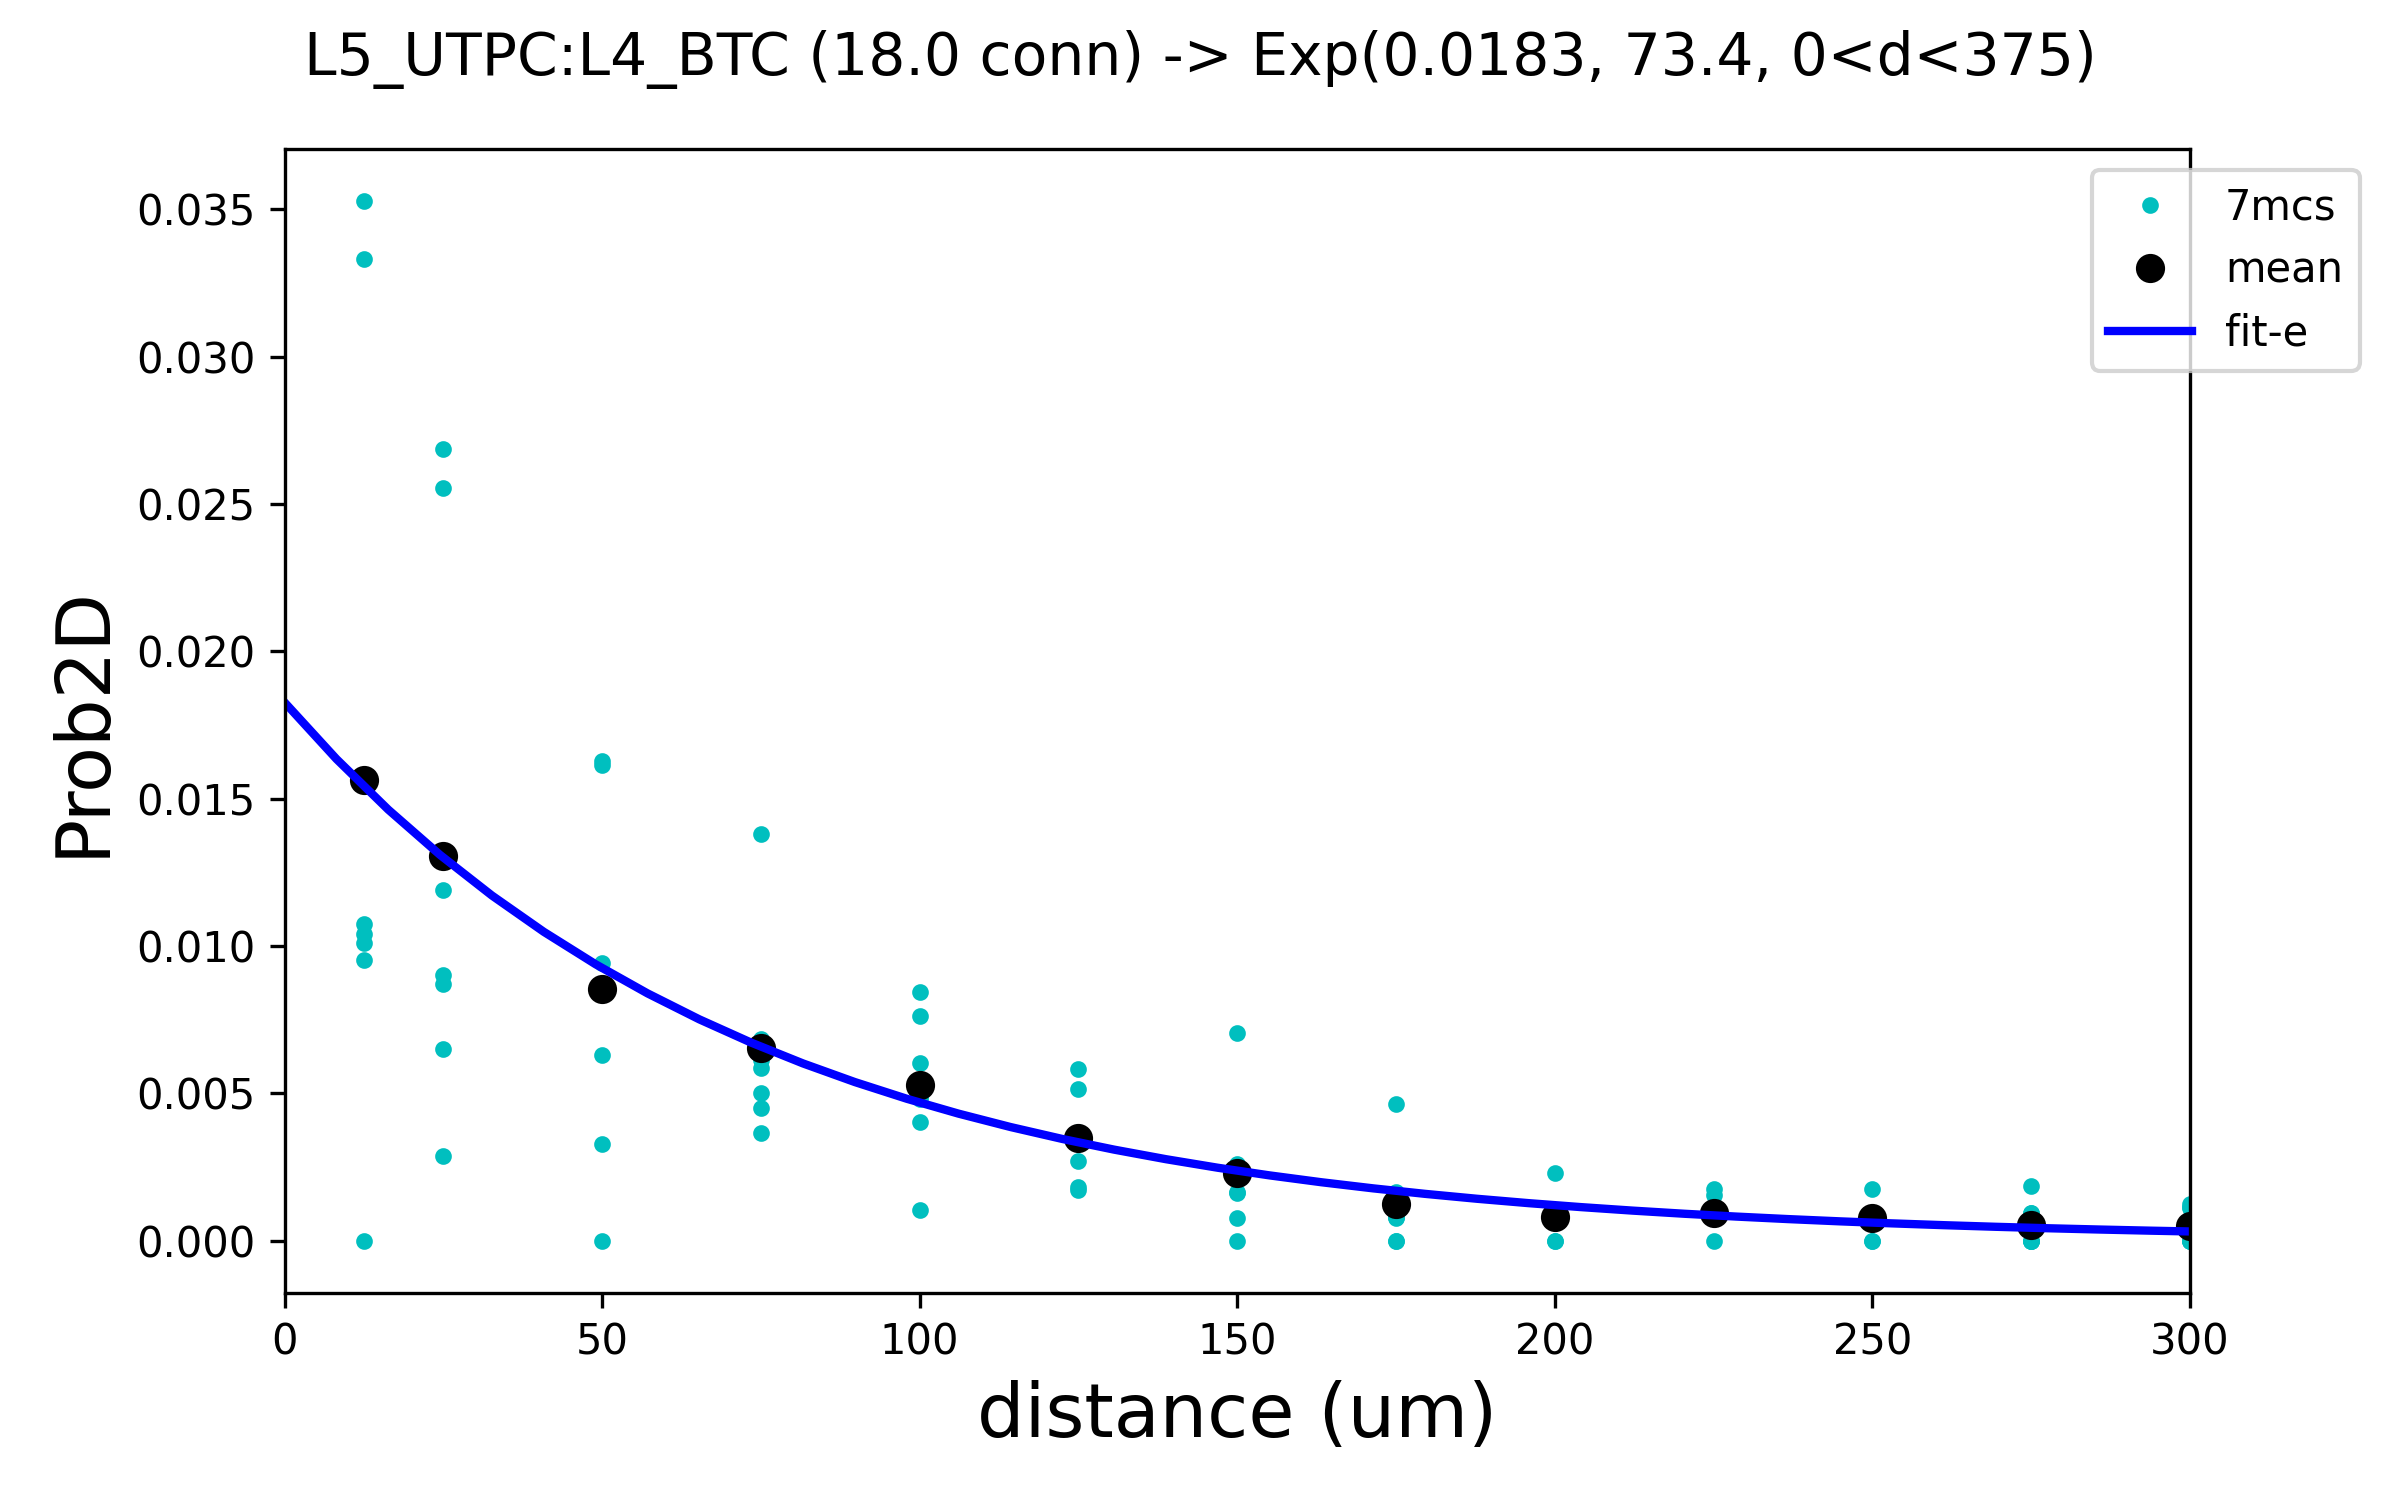 L5_UTPC:L4_BTC (18.0 conn) -> Exp(0.0183, 73.4, 0<d<375)
7mcs
mean
fit-e
Prob2D
0.035
0.030
0.025
0.020
0.015
0.010
0.005
0.000
0 50 100 150 200 250 300
distance (um)